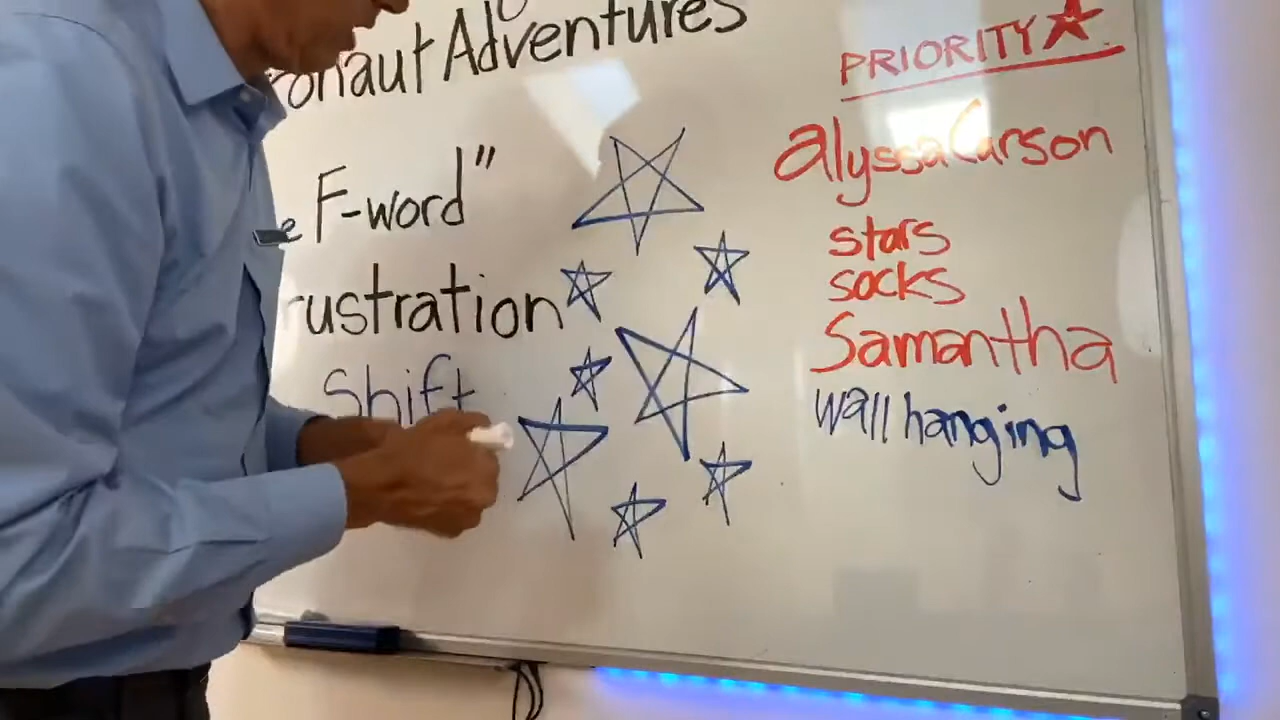 onaut Adventures
e F-word"
rustration
Shift
PRIORITY
alyssa Carson
stars
socks
Samantha
wall hanging